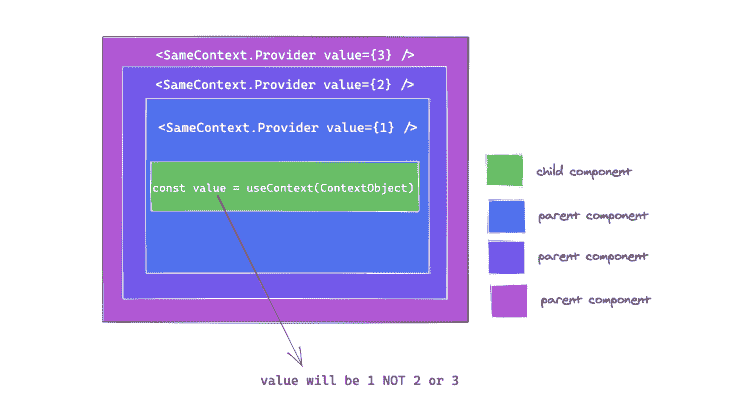 <SameContext.Provider value={3} />
<SameContext.Provider value={2} />
<SameContext.Provider value={1} />
const value = useContext(ContextObject)
child component
parent component
parent component
parent component
value will be 1 NOT 2 or 3